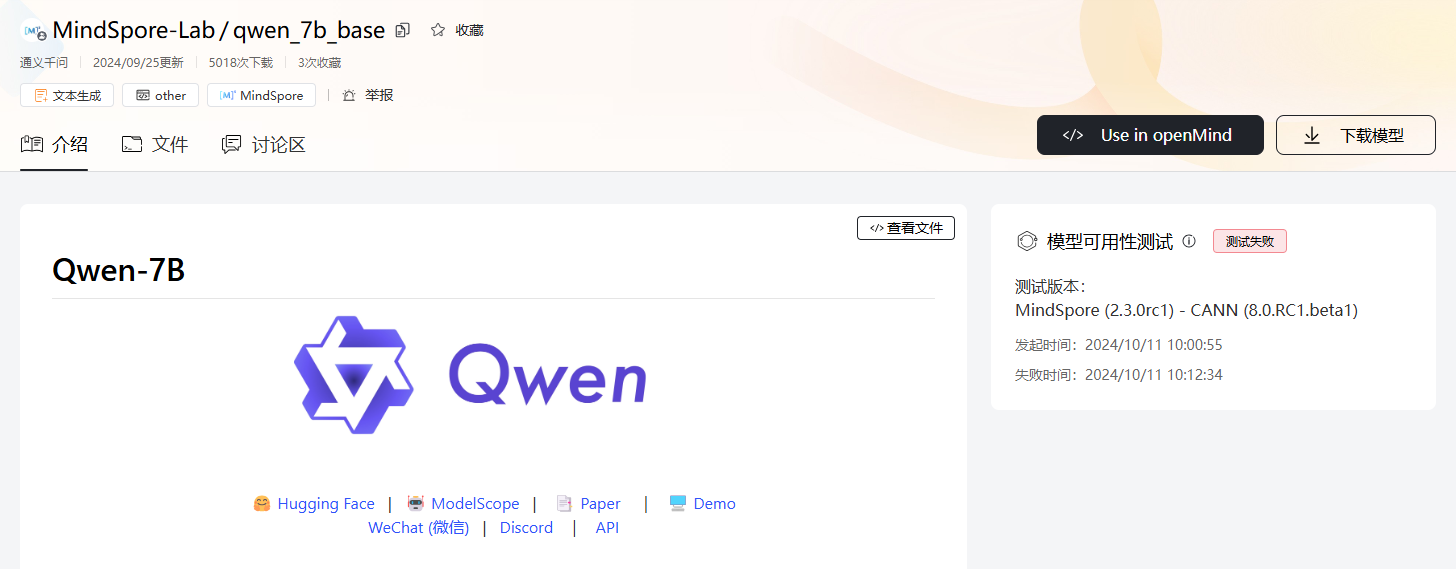 MindSpore-Lab / qwen_7b_base 收藏
通义千问 2024/09/25更新 5018次下载 3次收藏
文本生成 other MindSpore 举报
介绍 文件 讨论区
</> Use in openMind 下载模型
</> 查看文件
Qwen-7B
Qwen
Hugging Face | ModelScope | Paper | Demo
WeChat (微信) | Discord | API
模型可用性测试 测试失败
测试版本：
MindSpore (2.3.0rc1) - CANN (8.0.RC1.beta1)
发起时间：2024/10/11 10:00:55
失败时间：2024/10/11 10:12:34